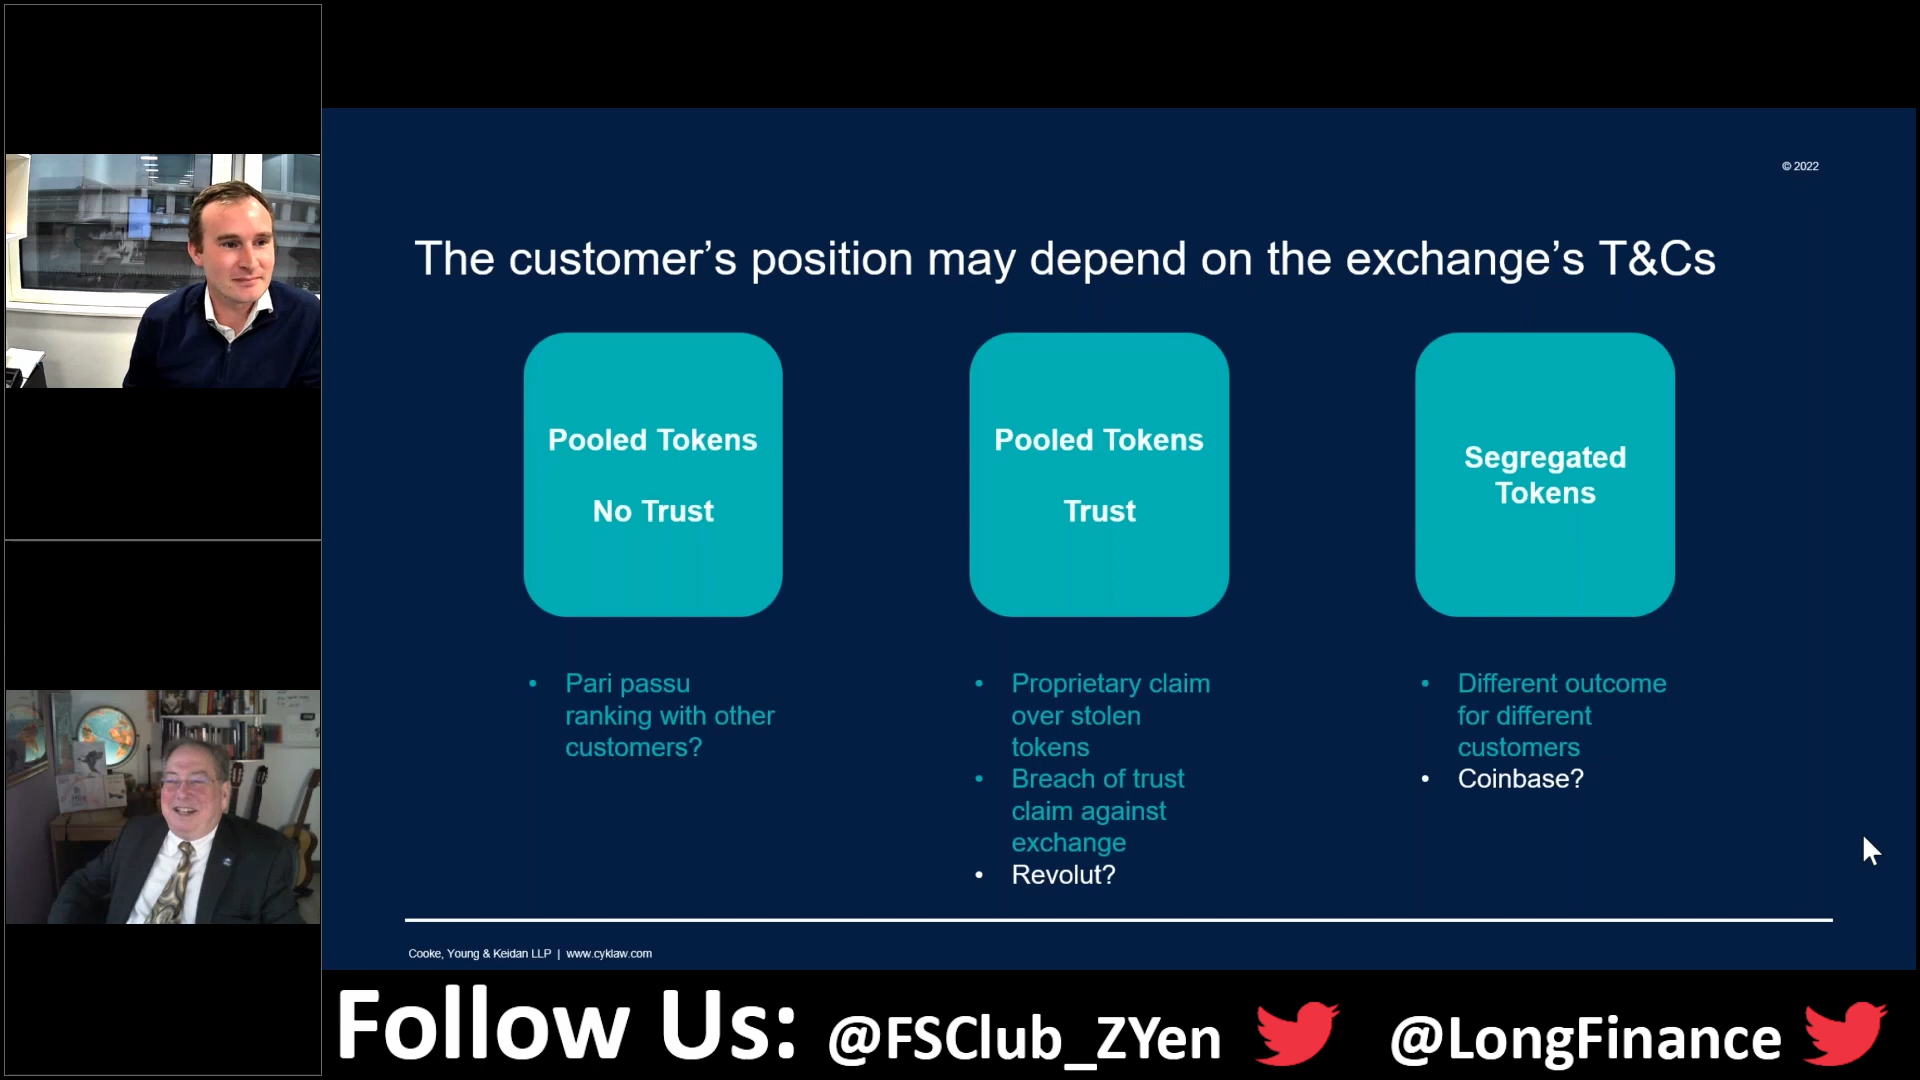 © 2022
The customer’s position may depend on the exchange’s T&Cs
Pooled Tokens
No Trust
Pooled Tokens
Trust
Segregated
Tokens
• Pari passu
ranking with other
customers?
• Proprietary claim
over stolen
tokens
• Breach of trust
claim against
exchange
• Revolut?
• Different outcome
for different
customers
• Coinbase?
Cooke, Young & Keidan LLP | www.cyklaw.com
Follow Us: @FSClub_ZYen @LongFinance